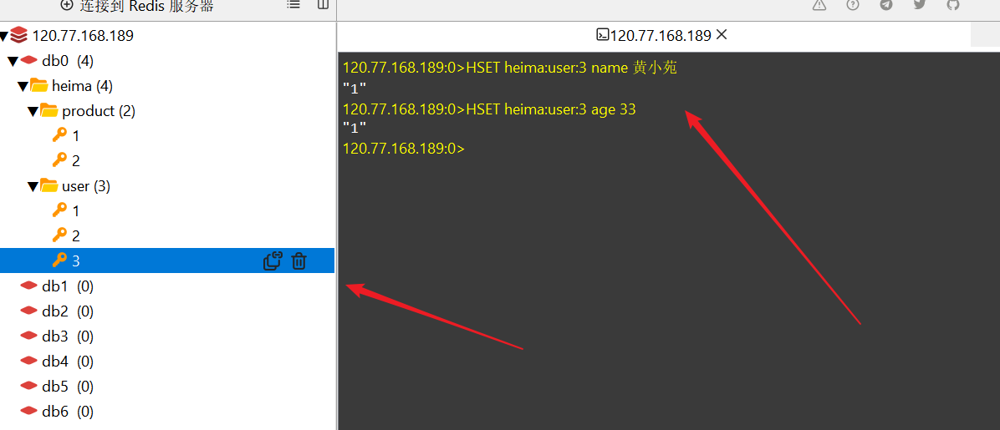 连接到 Redis 服务器
120.77.168.189
db0 (4)
heima (4)
product (2)
1
2
user (3)
1
2
3
db1 (0)
db2 (0)
db3 (0)
db4 (0)
db5 (0)
db6 (0)
120.77.168.189
120.77.168.189:0>HSET heima:user:3 name 黄小苑
"1"
120.77.168.189:0>HSET heima:user:3 age 33
"1"
120.77.168.189:0>